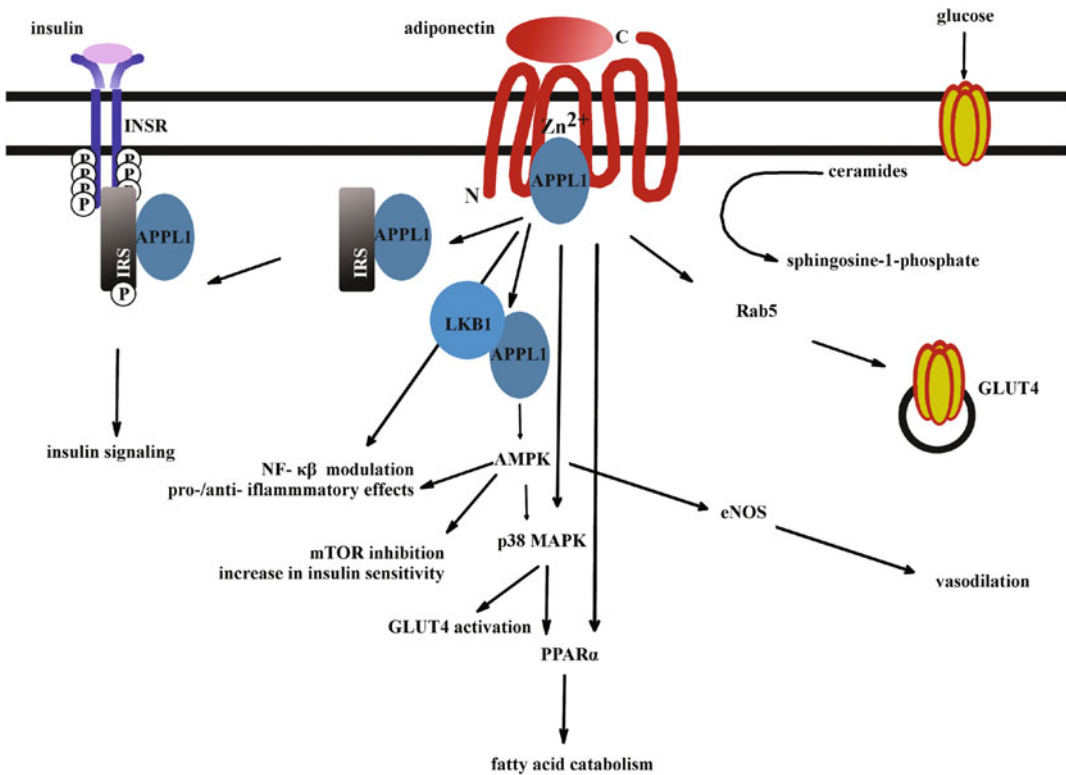 insulin
adiponectin
C
glucose
INSR
Zn2+
P
P
P
P
P
P
P
APPL1
N
ceramides
IRS
APPL1
P
IRS
APPL1
sphingosine-1-phosphate
Rab5
LKB1
APPL1
GLUT4
insulin signaling
NF- κβ modulation
pro-/anti- iflammmatory effects
AMPK
eNOS
p38 MAPK
mTOR inhibition
increase in insulin sensitivity
vasodilation
GLUT4 activation
PPARα
fatty acid catabolism